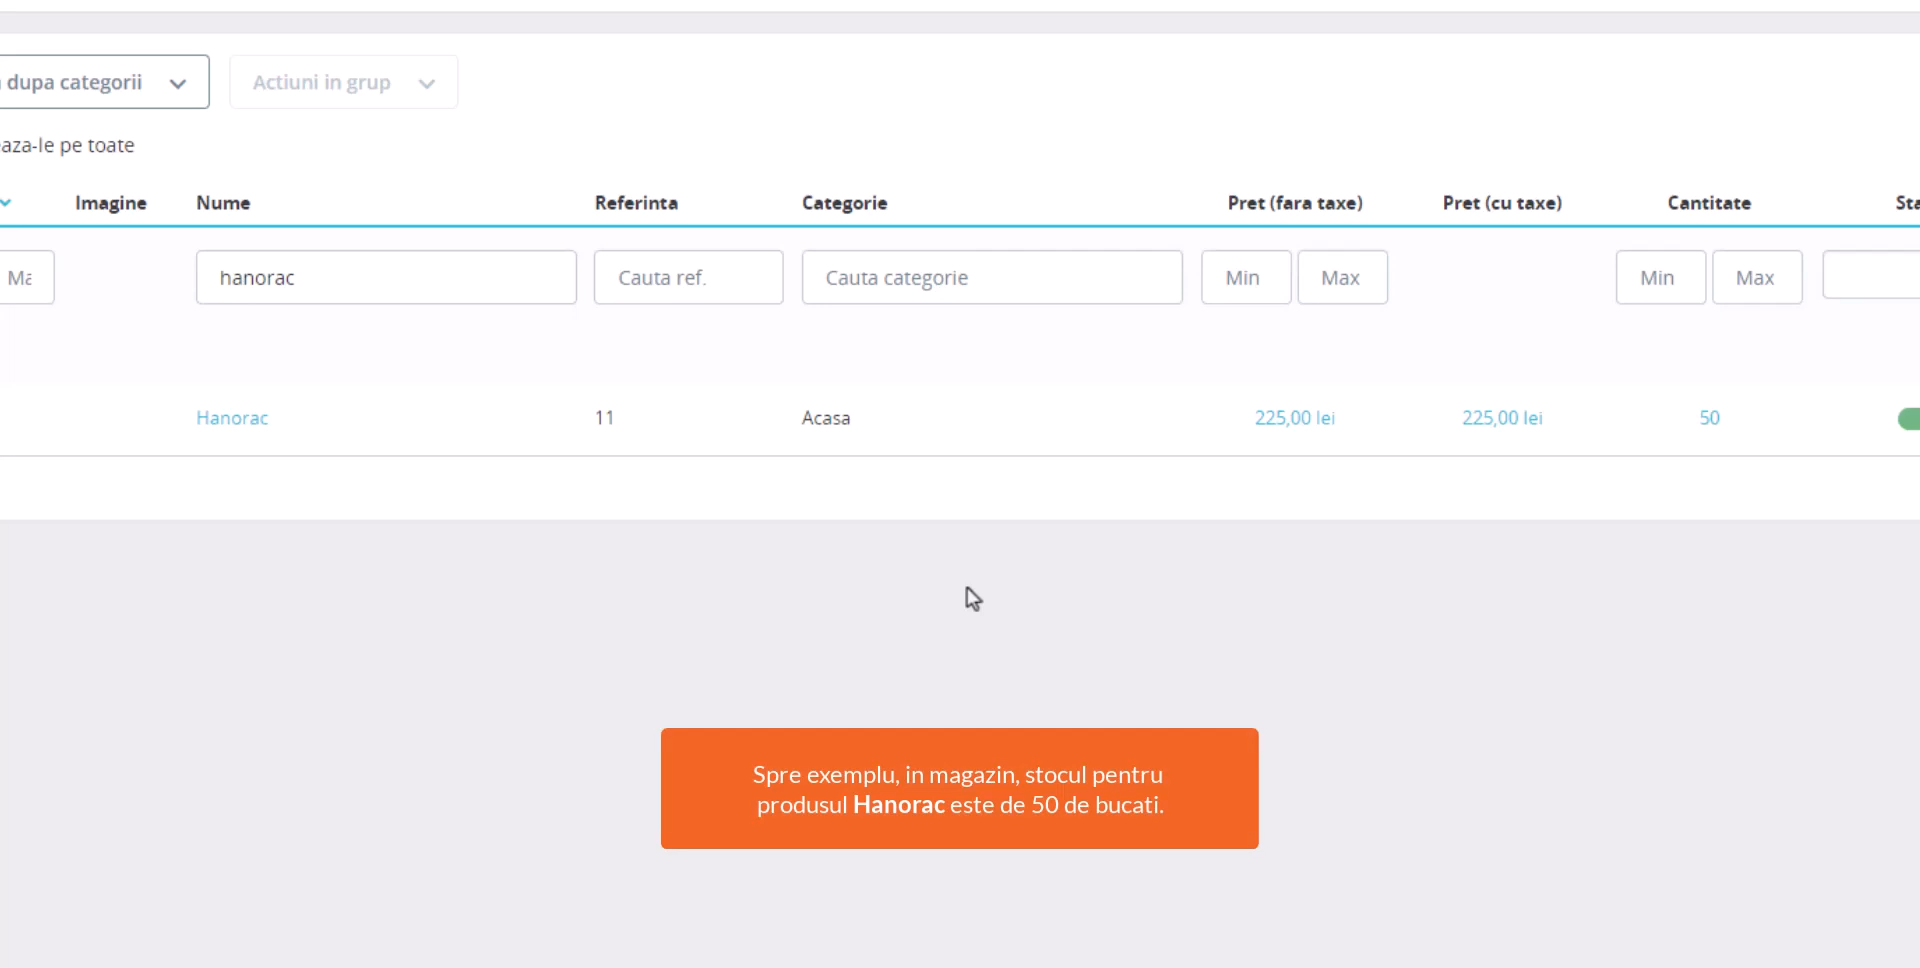 dupa categorii
Actiuni in grup
aza-le pe toate
Imagine Nume Referinta Categorie Pret (fara taxe) Pret (cu taxe) Cantitate
hanorac Cauta ref. Cauta categorie Min Max Min Max
Hanorac 11 Acasa 225,00 lei 225,00 lei 50
Spre exemplu, in magazin, stocul pentru
produsul Hanorac este de 50 de bucati.